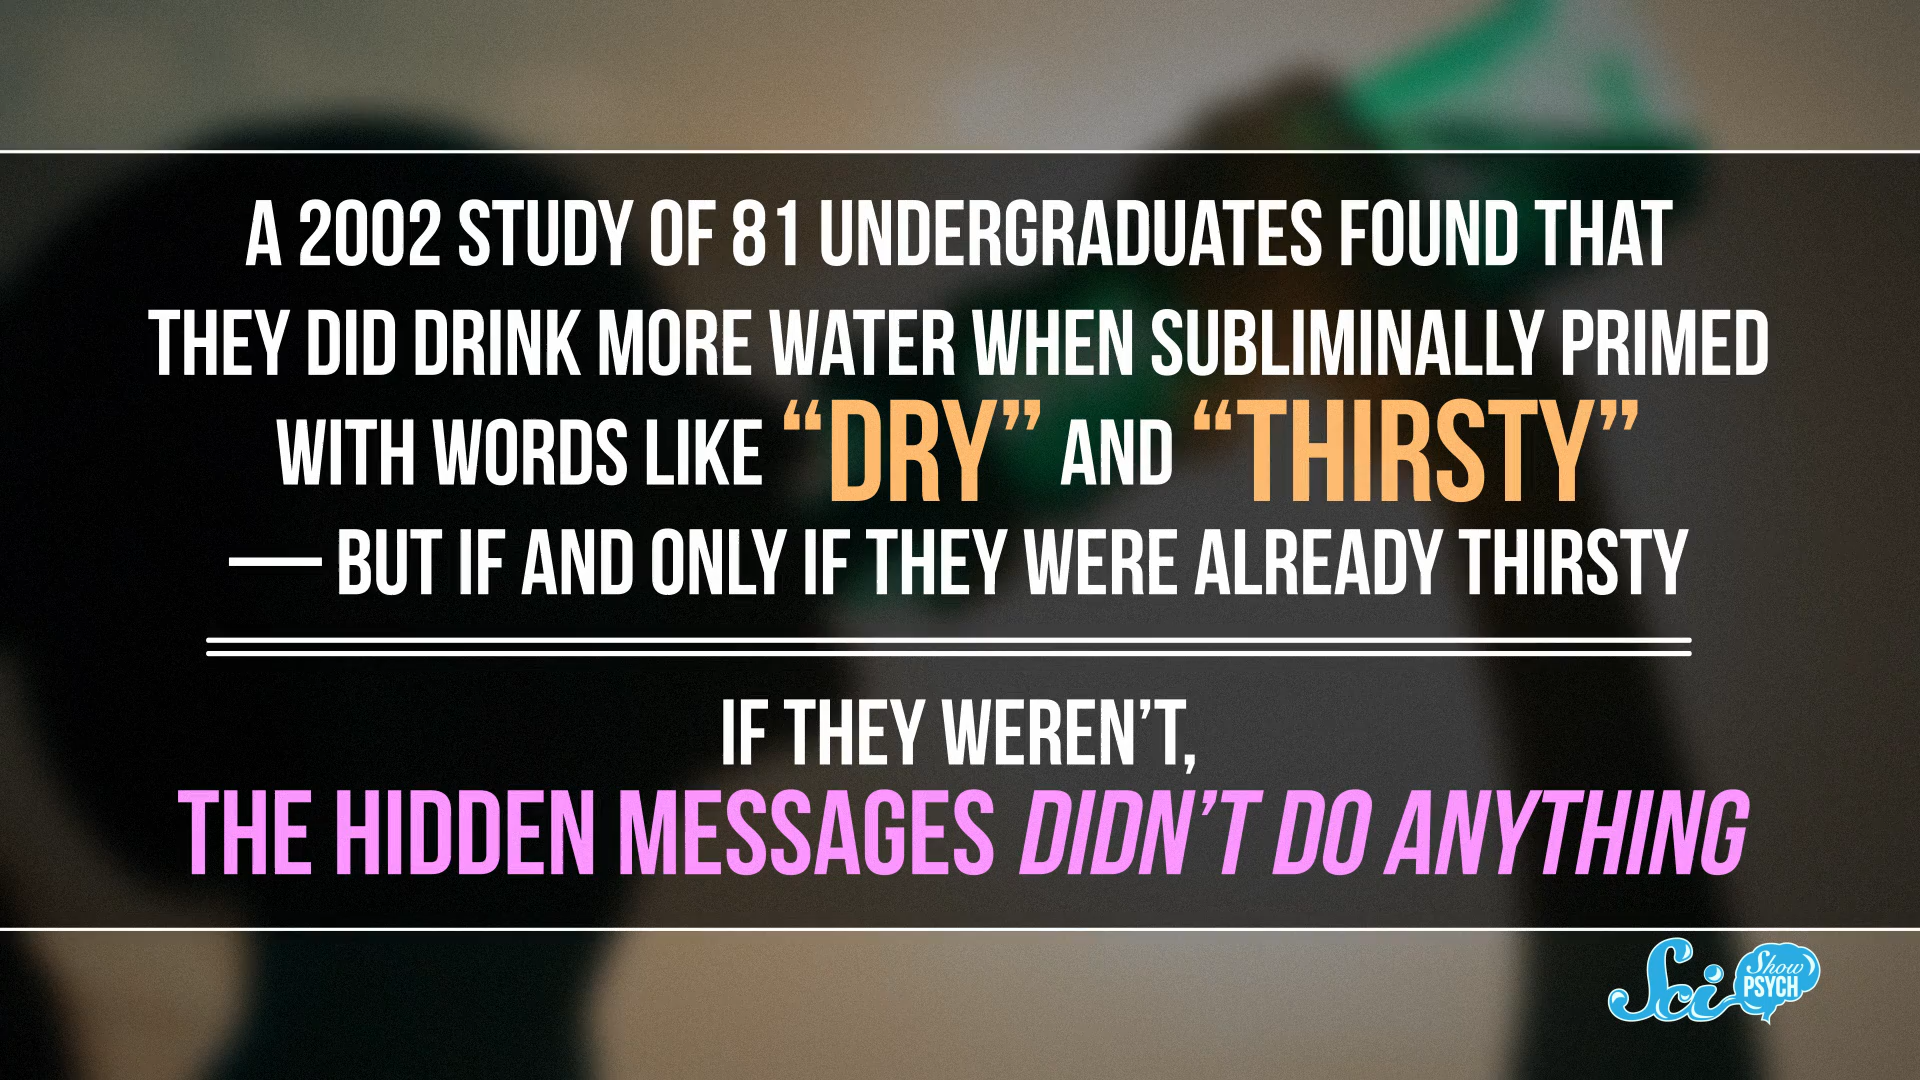 A 2002 STUDY OF 81 UNDERGRADUATES FOUND THAT
THEY DID DRINK MORE WATER WHEN SUBLIMINALLY PRIMED
WITH WORDS LIKE “DRY” AND “THIRSTY”
— BUT IF AND ONLY IF THEY WERE ALREADY THIRSTY
IF THEY WEREN’T,
THE HIDDEN MESSAGES DIDN’T DO ANYTHING
Sci Show
PSYCH